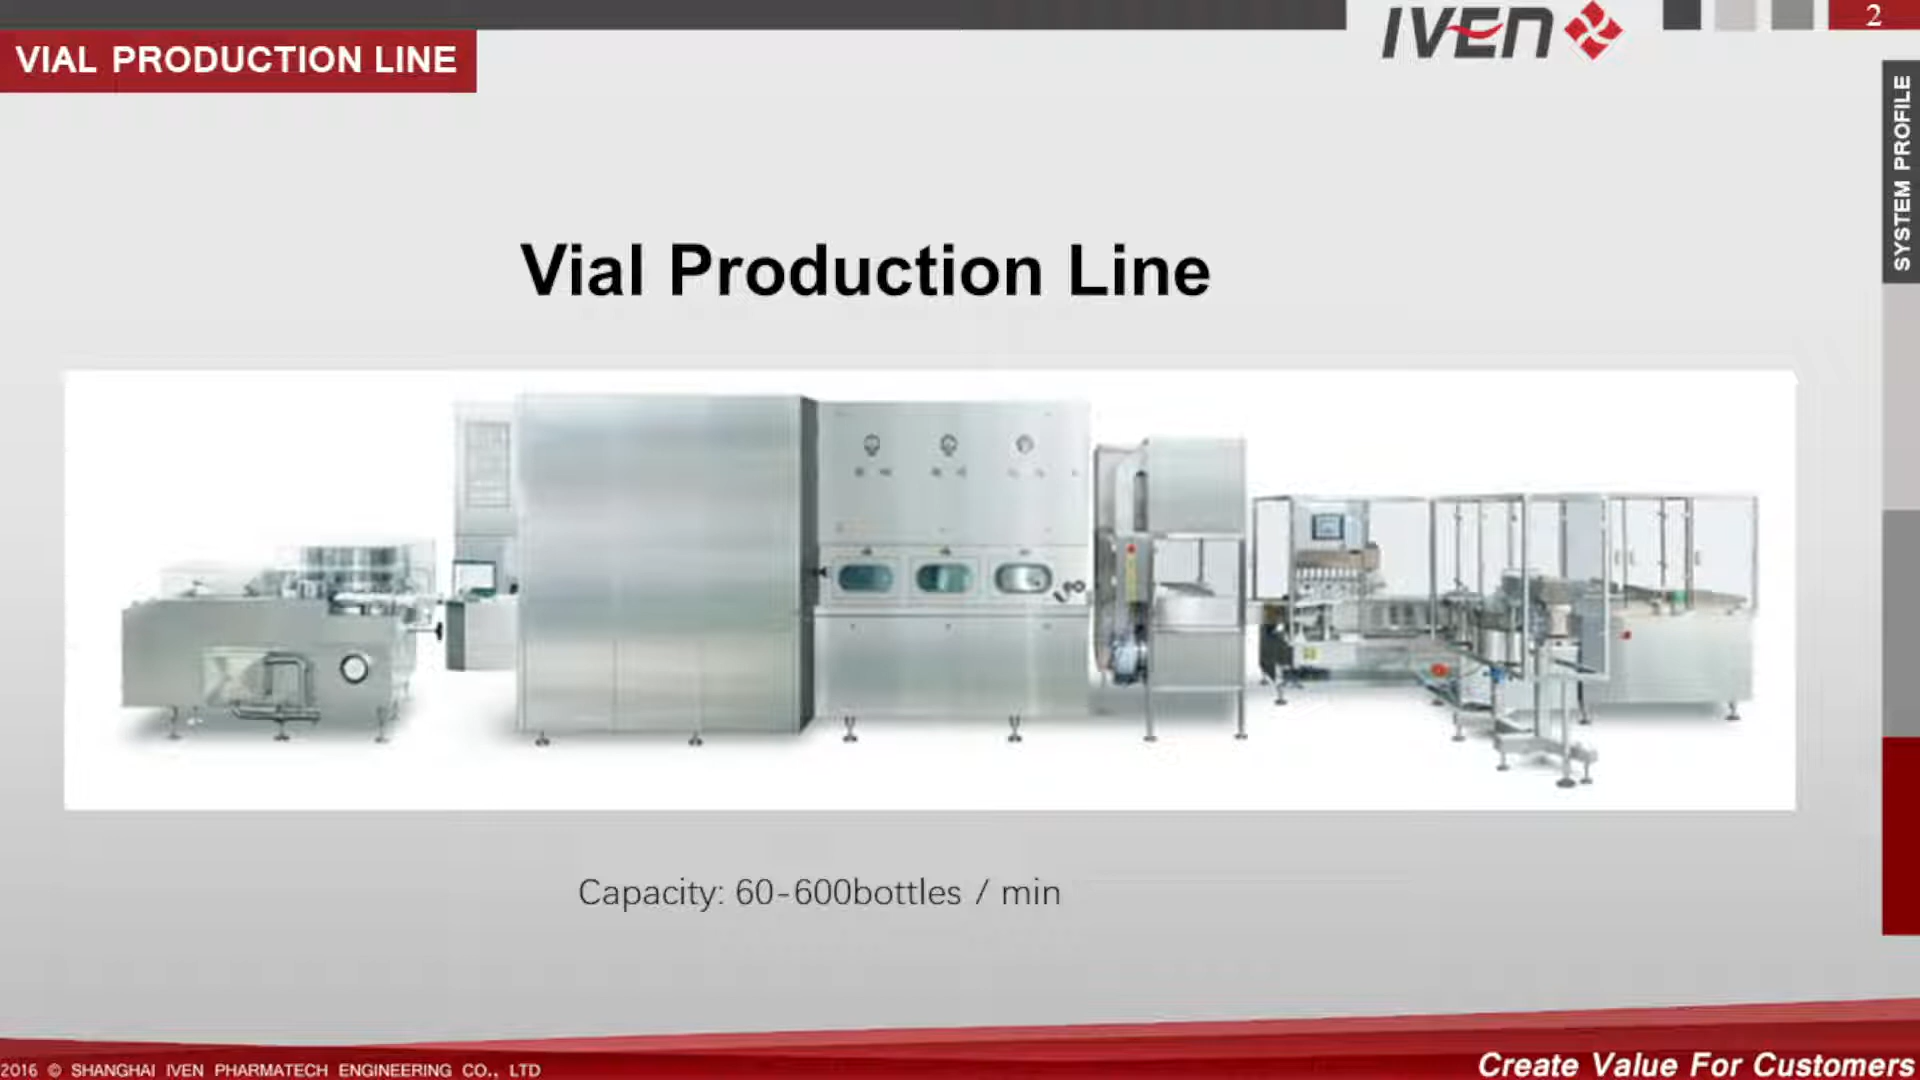 IVEN
2
VIAL PRODUCTION LINE
SYSTEM PROFILE
Vial Production Line
Capacity: 60-600bottles / min
2016 © SHANGHAI IVEN PHARMATECH ENGINEERING CO., LTD
Create Value For Customers